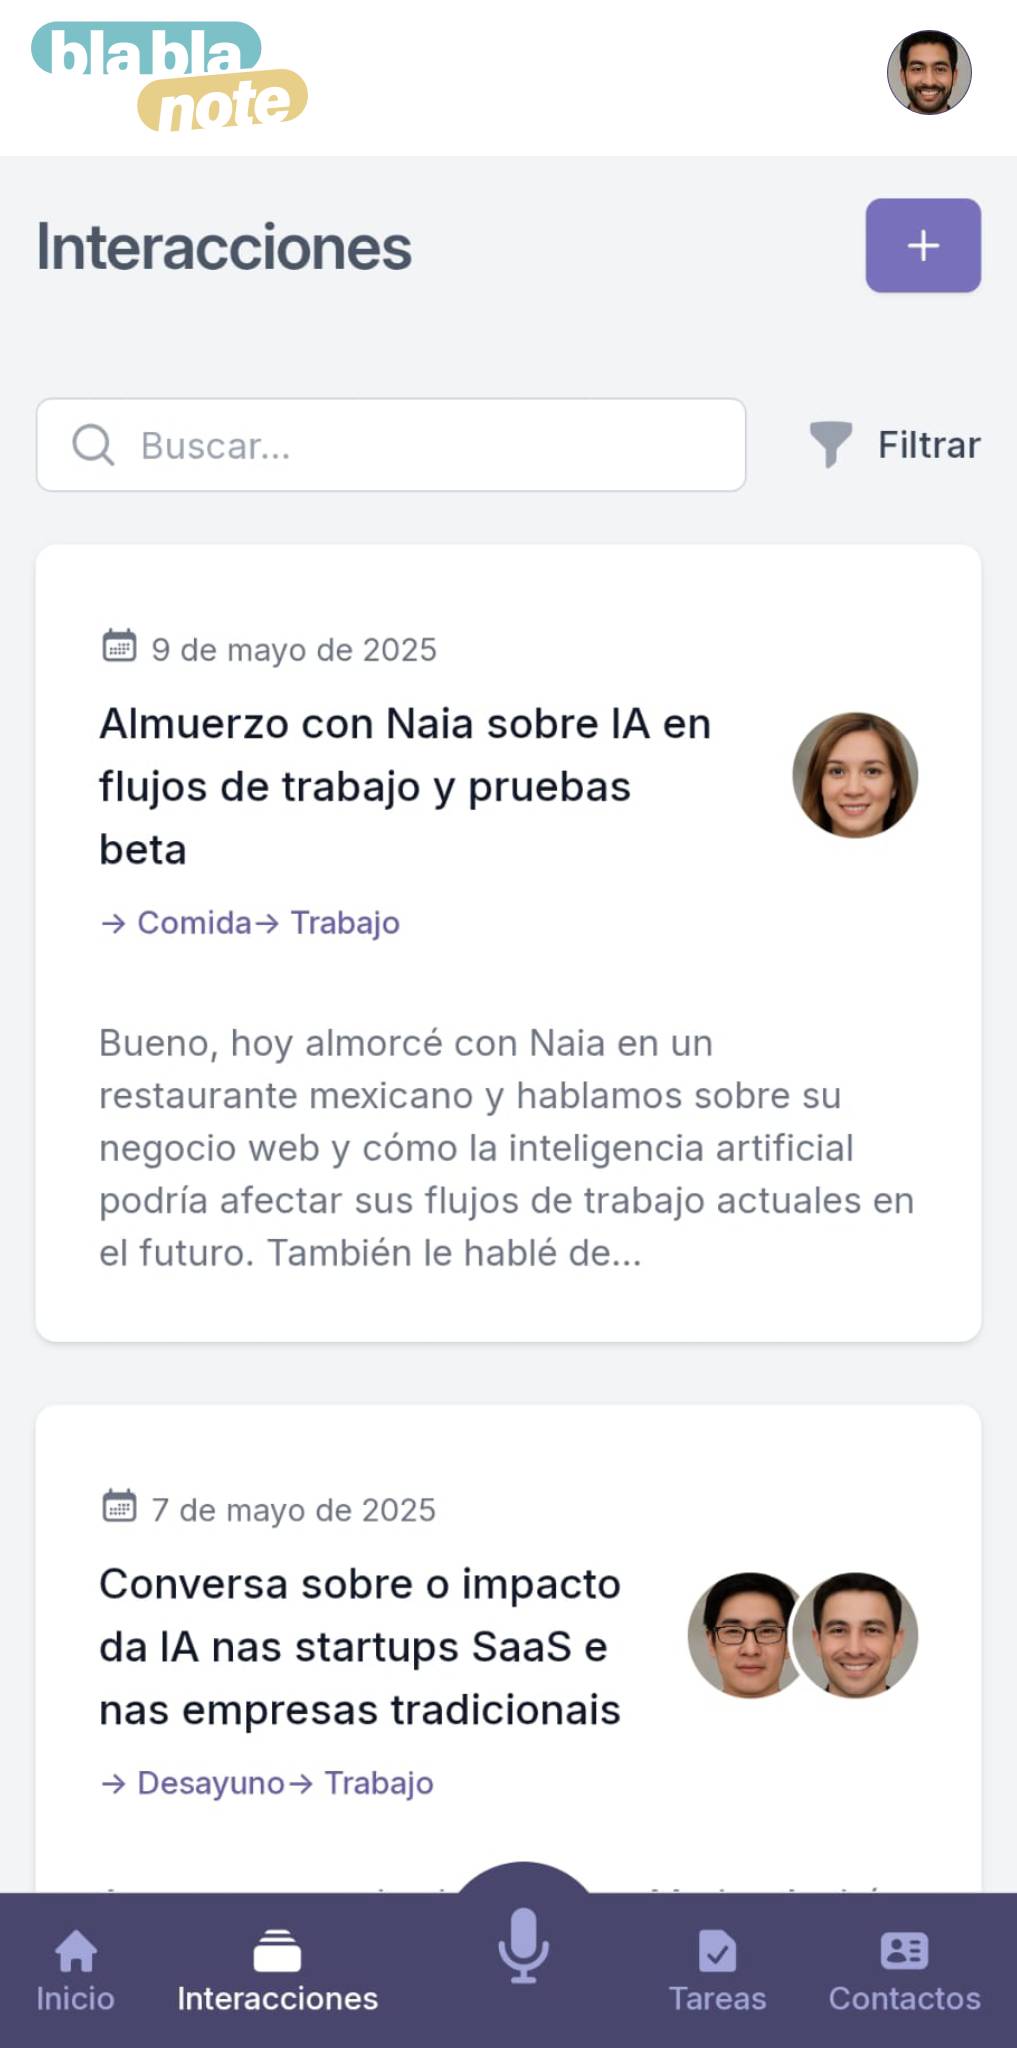 bla bla
note
Interacciones
Buscar...
Filtrar
9 de mayo de 2025
Almuerzo con Naia sobre IA en
flujos de trabajo y pruebas
beta
→ Comida→ Trabajo
Bueno, hoy almorcé con Naia en un
restaurante mexicano y hablamos sobre su
negocio web y cómo la inteligencia artificial
podría afectar sus flujos de trabajo actuales en
el futuro. También le hablé de...
7 de mayo de 2025
Conversa sobre o impacto
da IA nas startups SaaS e
nas empresas tradicionais
→ Desayuno→ Trabajo
Inicio
Interacciones
Tareas
Contactos